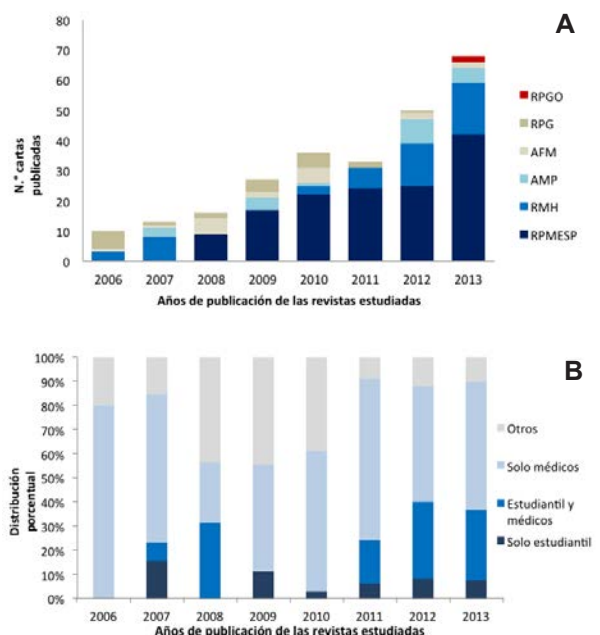 A
80
70
60
50
40
30
20
10
0
N.° cartas
publicadas
2006 2007 2008 2009 2010 2011 2012 2013
Años de publicación de las revistas estudiadas
RPGO
RPG
AFM
AMP
RMH
RPMESP
B
100%
90%
80%
70%
60%
50%
40%
30%
20%
10%
0%
Distribución
porcentual
2006 2007 2008 2009 2010 2011 2012 2013
Años de publicación de las revistas estudiadas
Otros
Solo médicos
Estudiantil y
médicos
Solo estudiantil